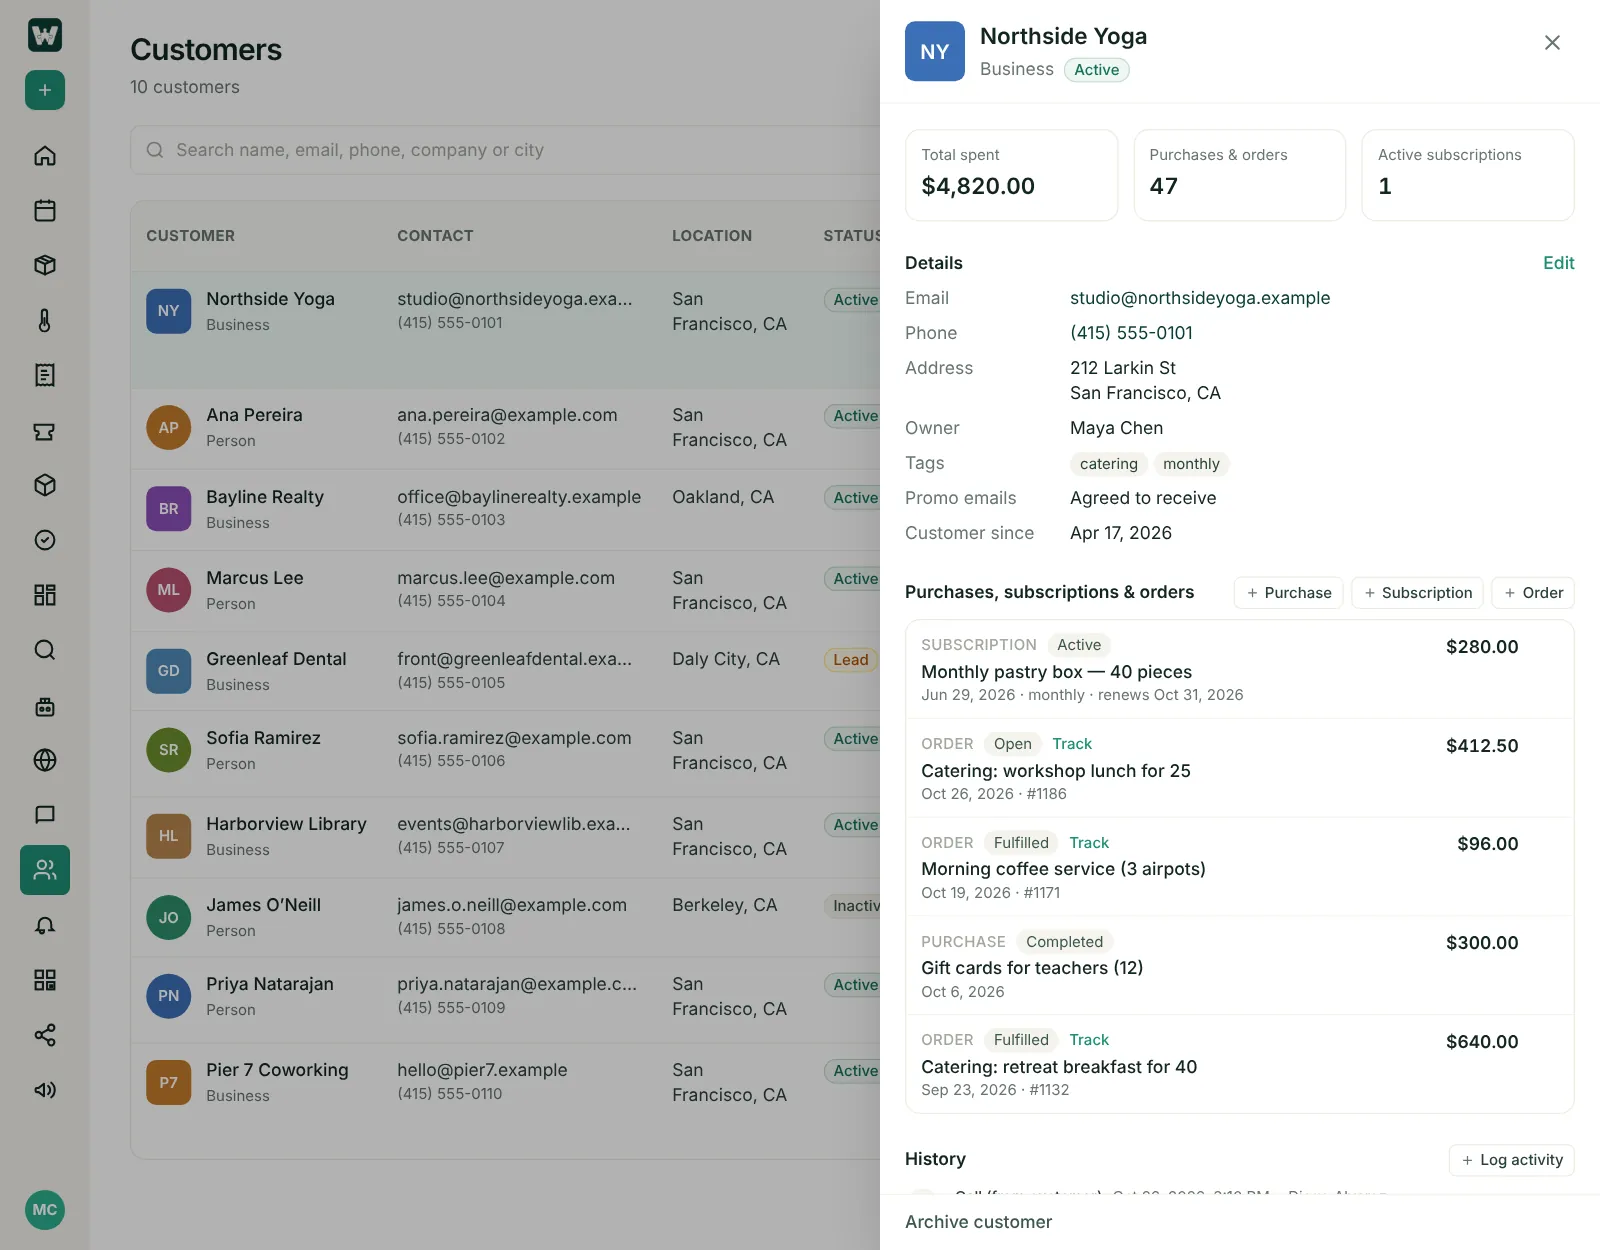 W
Customers
10 customers
Search name, email, phone, company or city
CUSTOMER CONTACT LOCATION STATUS
NY Northside Yoga studio@northsideyoga.exa... San Active
Business (415) 555-0101 Francisco, CA
AP Ana Pereira ana.pereira@example.com San Active
Person (415) 555-0102 Francisco, CA
BR Bayline Realty office@baylinerealty.example Oakland, CA Active
Business (415) 555-0103
ML Marcus Lee marcus.lee@example.com San Active
Person (415) 555-0104 Francisco, CA
GD Greenleaf Dental front@greenleafdental.exa... Daly City, CA Lead
Business (415) 555-0105
SR Sofia Ramirez sofia.ramirez@example.com San Active
Person (415) 555-0106 Francisco, CA
HL Harborview Library events@harborviewlib.exa... San Active
Business (415) 555-0107 Francisco, CA
JO James O’Neill james.o.neill@example.com Berkeley, CA Inactiv
Person (415) 555-0108
PN Priya Natarajan priya.natarajan@example.c... San Active
Person (415) 555-0109 Francisco, CA
P7 Pier 7 Coworking hello@pier7.example San Active
Business (415) 555-0110 Francisco, CA
MC
NY Northside Yoga
Business Active
Total spent
$4,820.00
Purchases & orders
47
Active subscriptions
1
Details Edit
Email studio@northsideyoga.example
Phone (415) 555-0101
Address 212 Larkin St
San Francisco, CA
Owner Maya Chen
Tags catering monthly
Promo emails Agreed to receive
Customer since Apr 17, 2026
Purchases, subscriptions & orders + Purchase + Subscription + Order
SUBSCRIPTION Active $280.00
Monthly pastry box — 40 pieces
Jun 29, 2026 · monthly · renews Oct 31, 2026
ORDER Open Track $412.50
Catering: workshop lunch for 25
Oct 26, 2026 · #1186
ORDER Fulfilled Track $96.00
Morning coffee service (3 airpots)
Oct 19, 2026 · #1171
PURCHASE Completed $300.00
Gift cards for teachers (12)
Oct 6, 2026
ORDER Fulfilled Track $640.00
Catering: retreat breakfast for 40
Sep 23, 2026 · #1132
History + Log activity
Archive customer